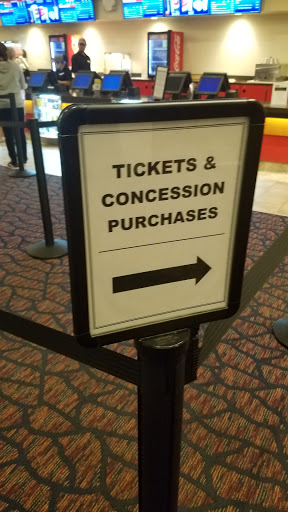 TICKETS &
CONCESSION
PURCHASES